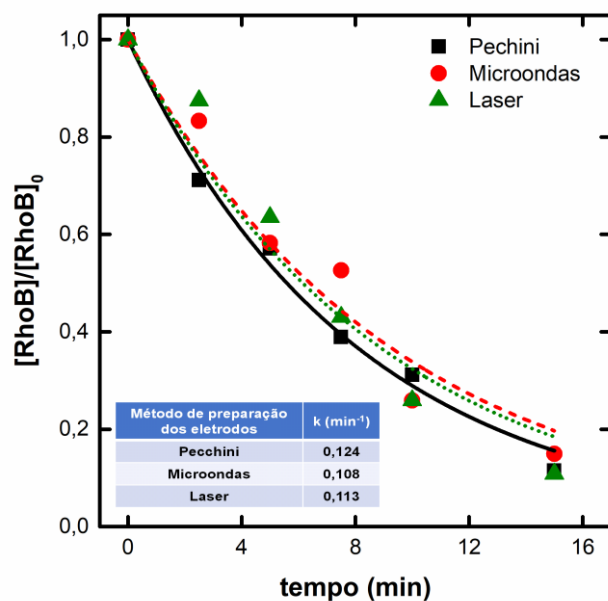 1,0
0,8
0,6
0,4
0,2
0,0
[RhoB]/[RhoB]0
Pechini
Microondas
Laser
Método de preparação
dos eletrodos
k (min-1)
Pecchini
0,124
Microondas
0,108
Laser
0,113
0
4
8
12
16
tempo (min)